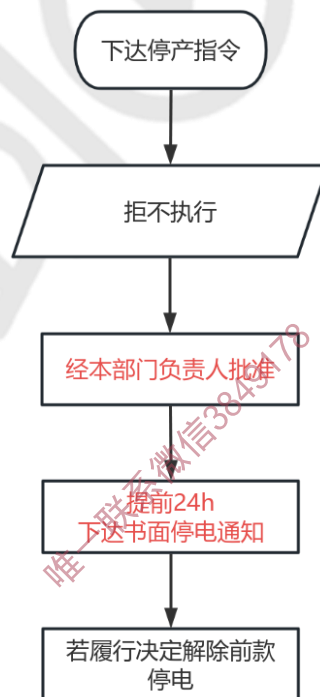 下达停产指令
拒不执行
经本部门负责人批准
提前24h
下达书面停电通知
若履行决定解除前款
停电
唯一联系微信3849178